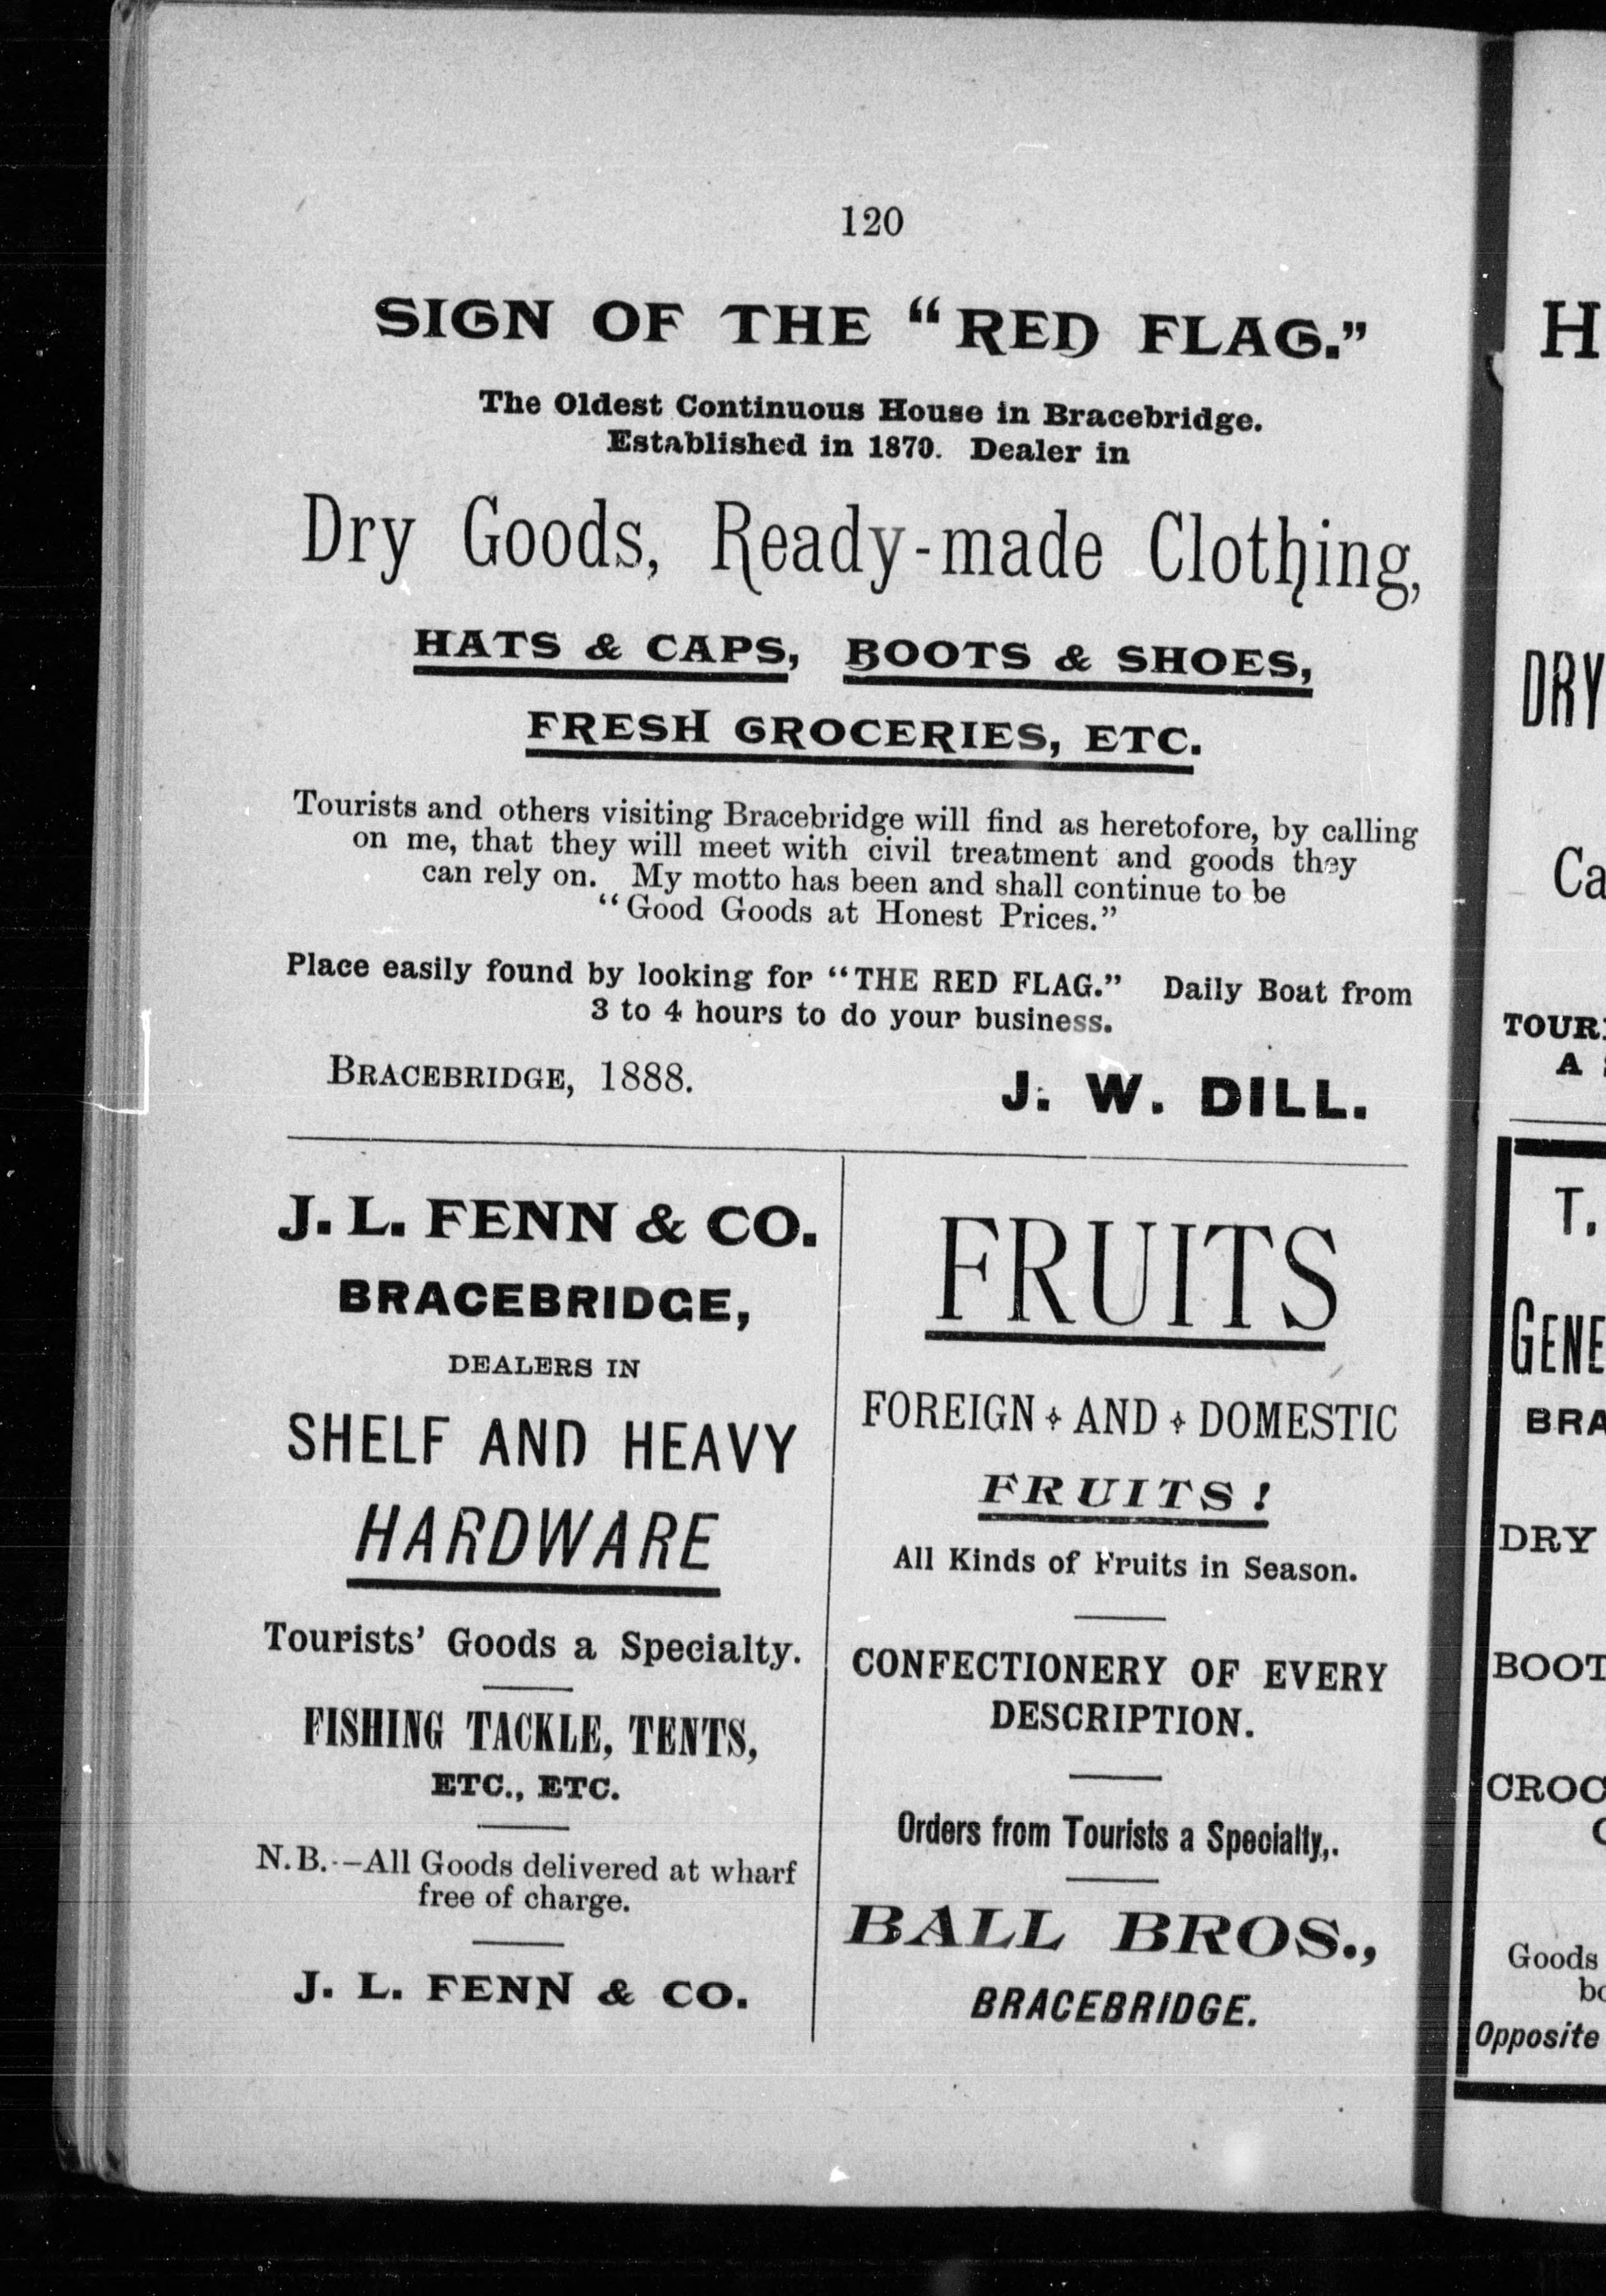 120
SIGN OF THE "RED FLAG."
The Oldest Continuous House in Bracebridge.
Established in 1870. Dealer in
Dry Goods, Ready-made Clothing,
HATS & CAPS, BOOTS & SHOES,
FRESH GROCERIES, ETC.
Tourists and others visiting Bracebridge will find as heretofore, by calling
on me, that they will meet with civil treatment and goods they
can rely on. My motto has been and shall continue to be
"Good Goods at Honest Prices."
Place easily found by looking for "THE RED FLAG." Daily Boat from
3 to 4 hours to do your business.
BRACEBRIDGE, 1888.
J. W. DILL.
J. L. FENN & CO.
BRACEBRIDGE,
DEALERS IN
SHELF AND HEAVY
HARDWARE
Tourists' Goods a Specialty.
FISHING TACKLE, TENTS,
ETC., ETC.
N.B.--All Goods delivered at wharf
free of charge.
J. L. FENN & CO.
FRUITS
FOREIGN AND DOMESTIC
FRUITS!
All Kinds of Fruits in Season.
CONFECTIONERY OF EVERY
DESCRIPTION.
Orders from Tourists a Specialty,.
BALL BROS.,
BRACEBRIDGE.
H
DRY
Ca
TOUR
A
T.
GENE
BRA
DRY
BOOT
CROC
Goods
bo
Opposite